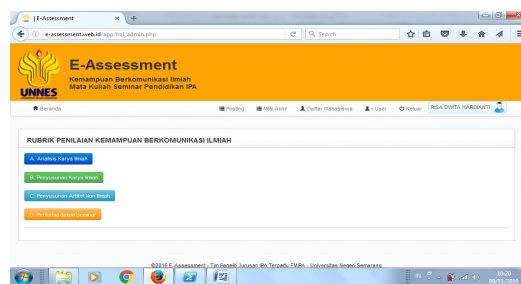 | E-Assessment
e-assessment.web.id/app/hal_admin.php
Search
E-Assessment
Kemampuan Berkomunikasi Ilmiah
Mata Kuliah Seminar Pendidikan IPA
UNNES
Beranda
Posting
Nilai Akhir
Daftar Mahasiswa
User
Keluar
RISA DWITA HARDIANTI
RUBRIK PENILAIAN KEMAMPUAN BERKOMUNIKASI ILMIAH
A. Analisis Karya Ilmiah
B. Penyusunan Karya Ilmiah
C. Penyusunan Artikel Non Ilmiah
D. Performa dalam Seminar
©2016 E-Assessment - Tim Peneliti Jurusan IPA Terpadu FMIPA - Universitas Negeri Semarang
10:20
09/11/2016